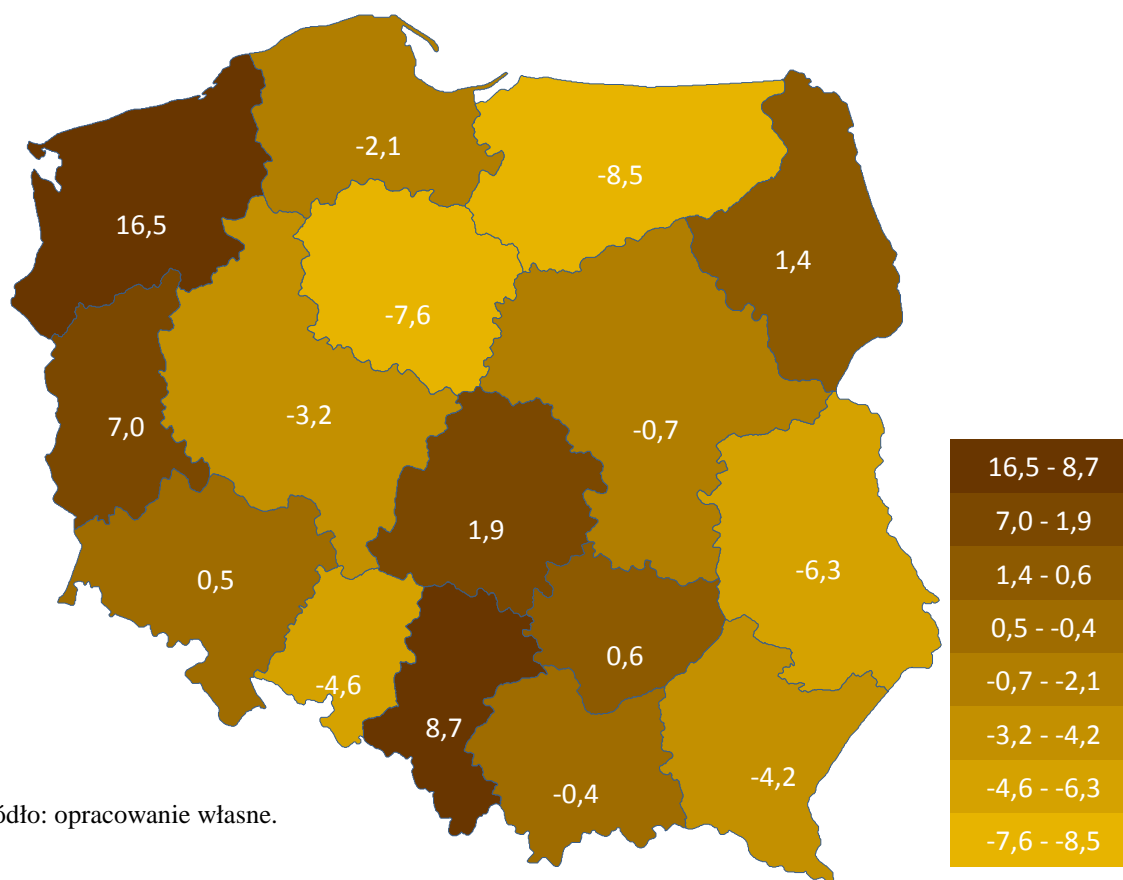 -2,1
-8,5
16,5
1,4
-7,6
-3,2
7,0
-0,7
1,9
-6,3
0,5
0,6
-4,6
8,7
-4,2
-0,4
16,5 - 8,7
7,0 - 1,9
1,4 - 0,6
0,5 - -0,4
-0,7 - -2,1
-3,2 - -4,2
-4,6 - -6,3
-7,6 - -8,5
ódło: opracowanie własne.